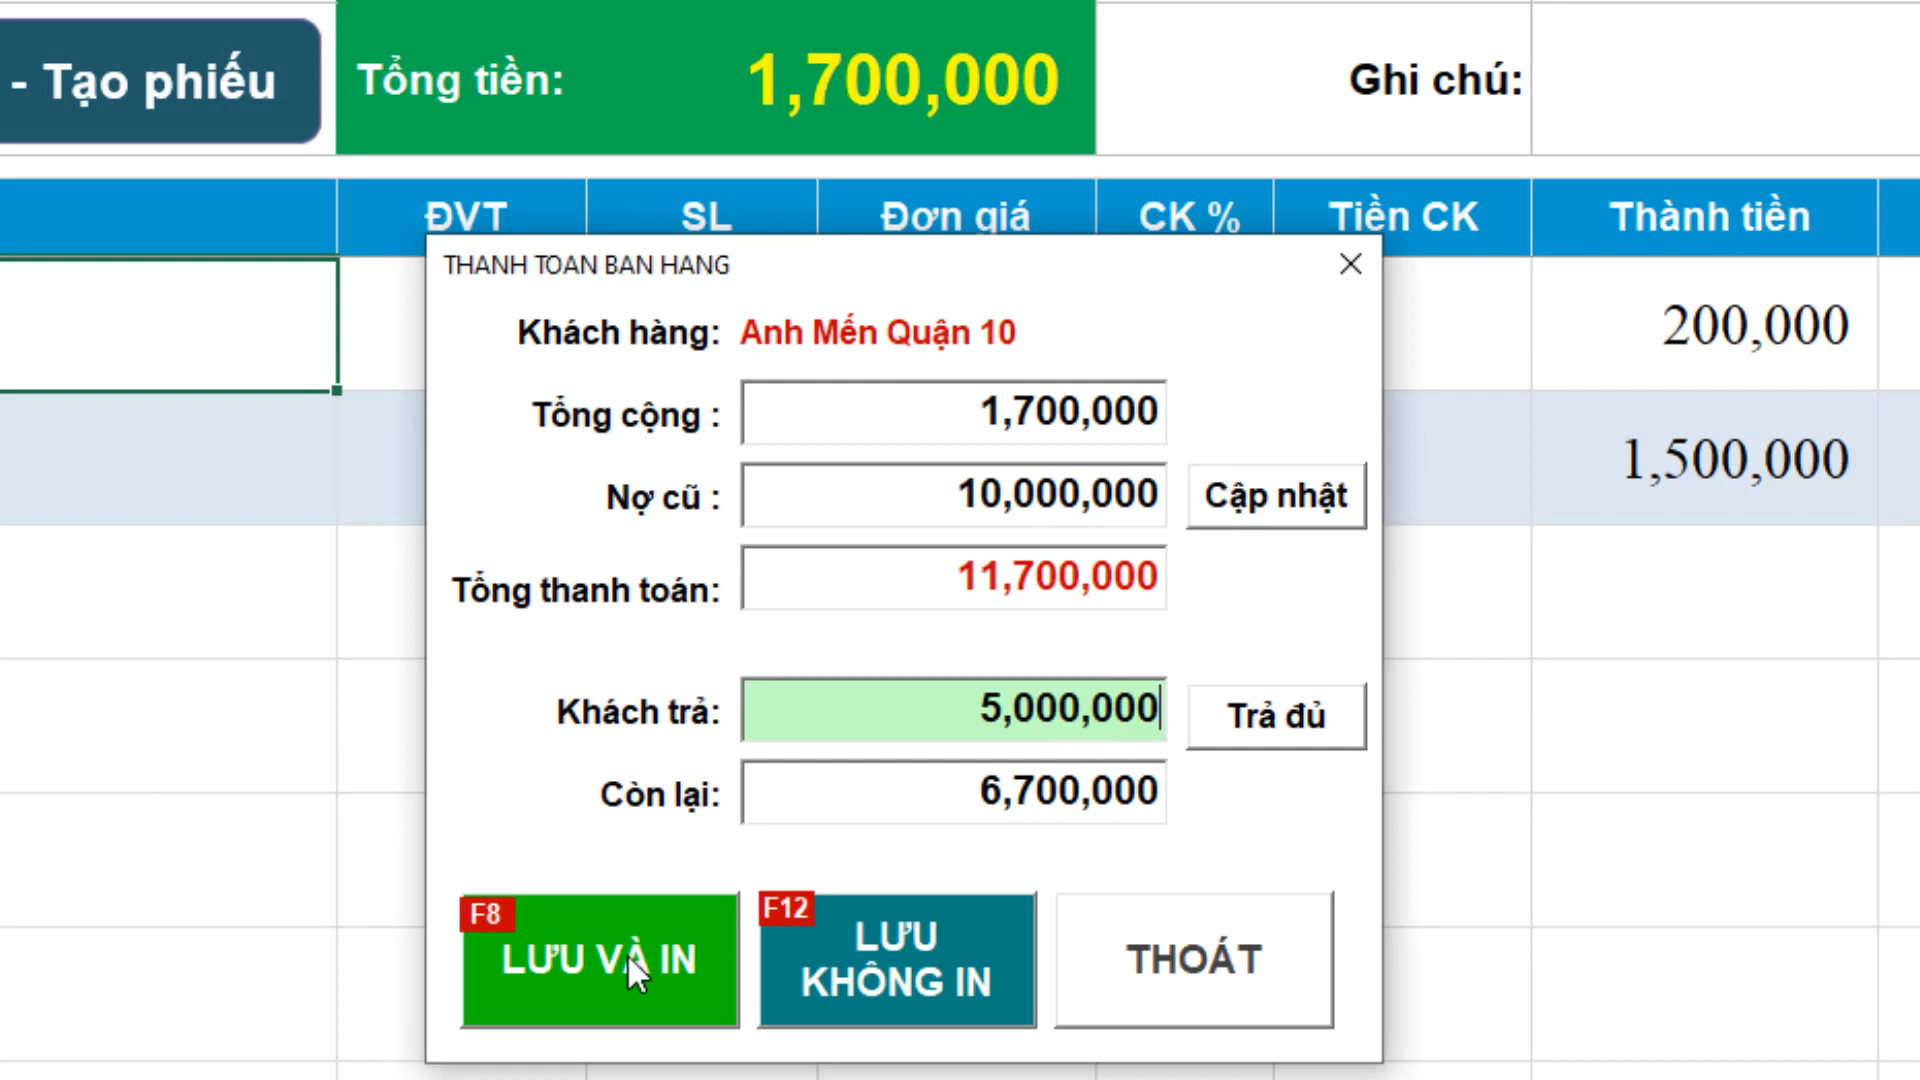 - Tạo phiếu
Tổng tiền: 1,700,000
Ghi chú:
ĐVT SL Đơn giá CK % Tiền CK Thành tiền
200,000
1,500,000
THANH TOAN BAN HANG
Khách hàng: Anh Mến Quận 10
Tổng cộng : 1,700,000
Nợ cũ : 10,000,000 Cập nhật
Tổng thanh toán: 11,700,000
Khách trả: 5,000,000 Trả đủ
Còn lại: 6,700,000
F8
LƯU VÀ IN
F12
LƯU
KHÔNG IN
THOÁT